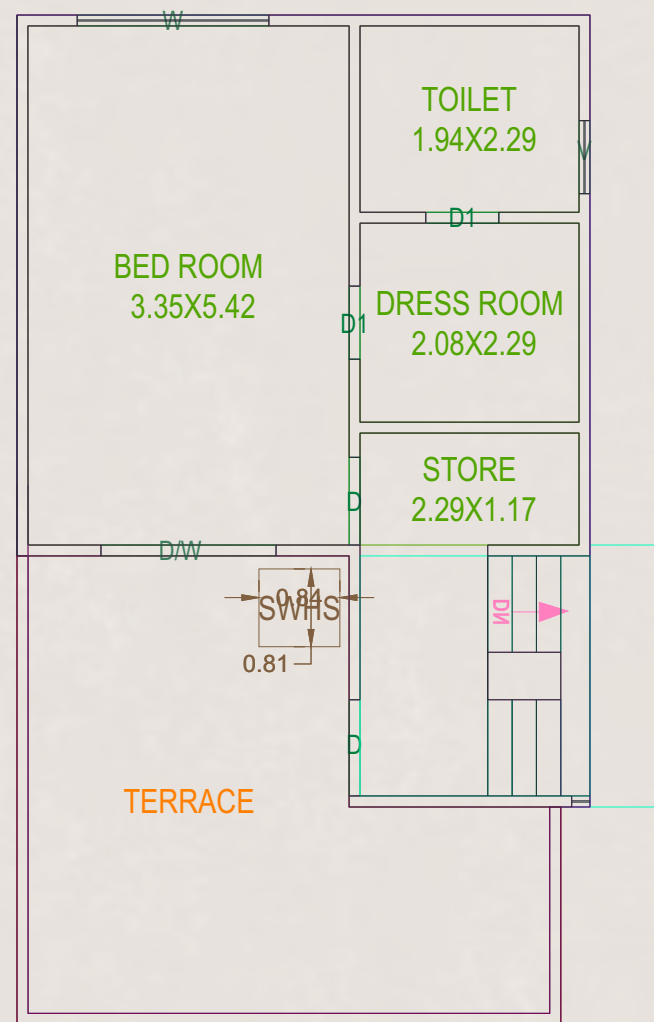 W
TOILET
1.94X2.29
V
D1
BED ROOM
3.35X5.42
DRESS ROOM
2.08X2.29
D1
STORE
2.29X1.17
D
D/W
0.84
SWHS
DN
0.81
D
TERRACE